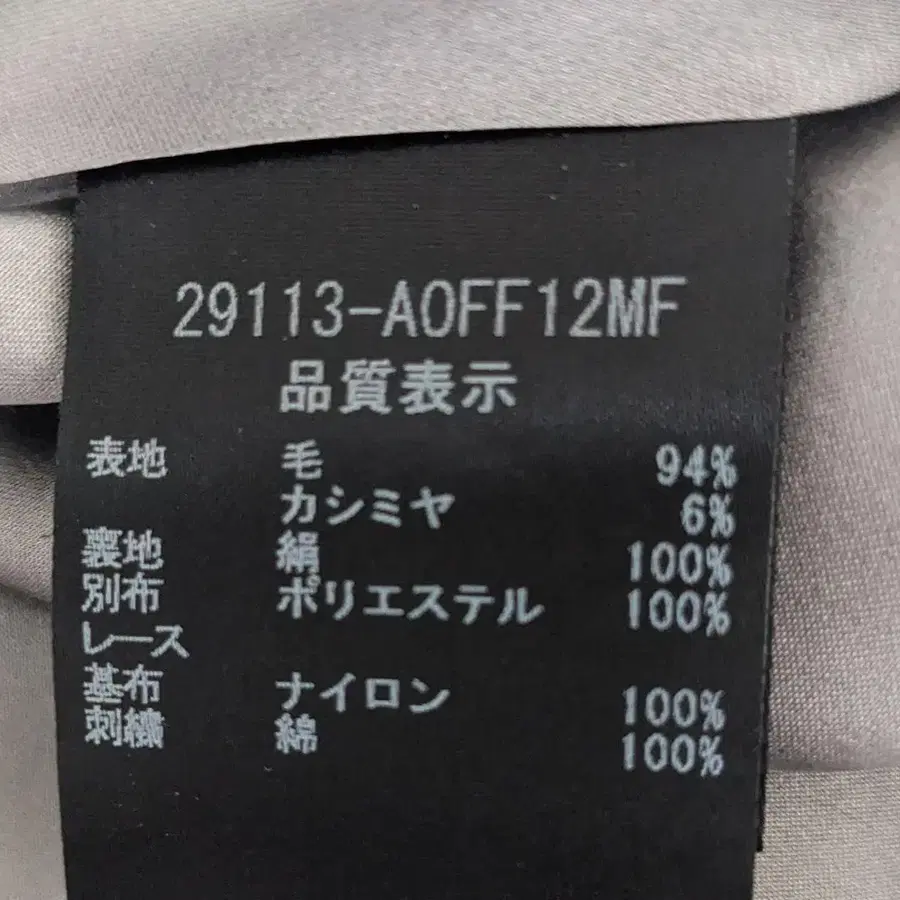 29113-AOFF12MF
品質表示
表地 毛 94%
カシミヤ 6%
裏地 絹 100%
別布 ポリエステル 100%
レース
基布 ナイロン 100%
刺繍 綿 100%